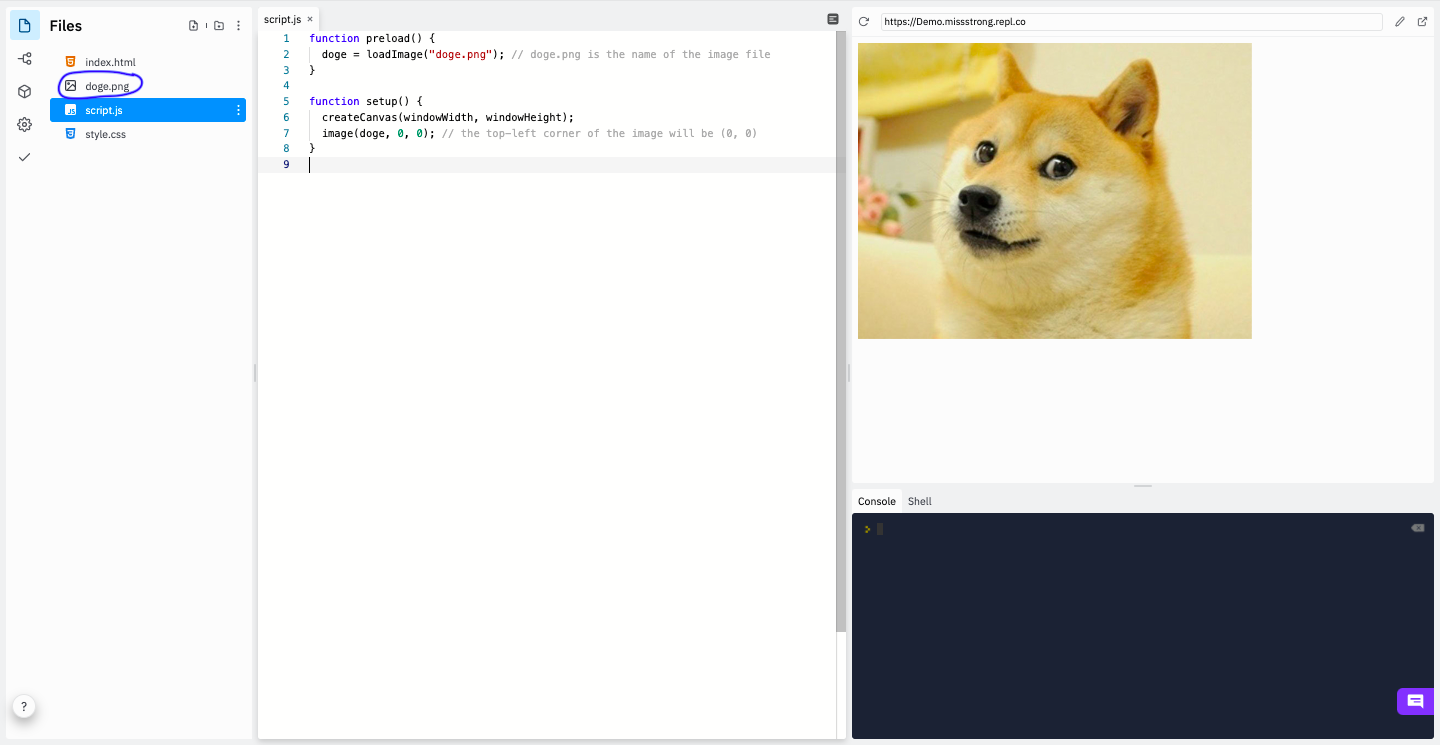 Files
index.html
doge.png
script.js
style.css
?
script.js ×
1 function preload() {
2 doge = loadImage("doge.png"); // doge.png is the name of the image file
3 }
4
5 function setup() {
6 createCanvas(windowWidth, windowHeight);
7 image(doge, 0, 0); // the top-left corner of the image will be (0, 0)
8 }
9
https://Demo.missstrong.repl.co
Console Shell